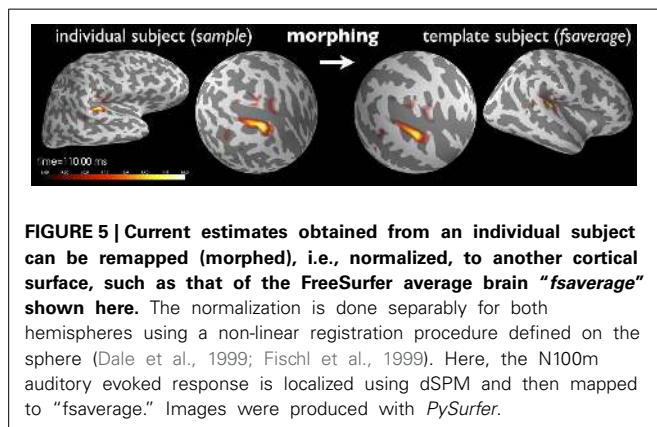 individual subject (sample) morphing template subject (fsaverage)
time=110.00 ms
FIGURE 5 | Current estimates obtained from an individual subject
can be remapped (morphed), i.e., normalized, to another cortical
surface, such as that of the FreeSurfer average brain “fsaverage”
shown here. The normalization is done separately for both
hemispheres using a non-linear registration procedure defined on the
sphere (Dale et al., 1999; Fischl et al., 1999). Here, the N100m
auditory evoked response is localized using dSPM and then mapped
to “fsaverage.” Images were produced with PySurfer.